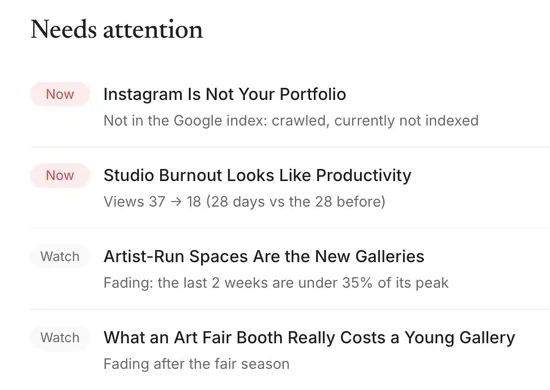 Needs attention
Now
Instagram Is Not Your Portfolio
Not in the Google index: crawled, currently not indexed
Now
Studio Burnout Looks Like Productivity
Views 37 → 18 (28 days vs the 28 before)
Watch
Artist-Run Spaces Are the New Galleries
Fading: the last 2 weeks are under 35% of its peak
Watch
What an Art Fair Booth Really Costs a Young Gallery
Fading after the fair season